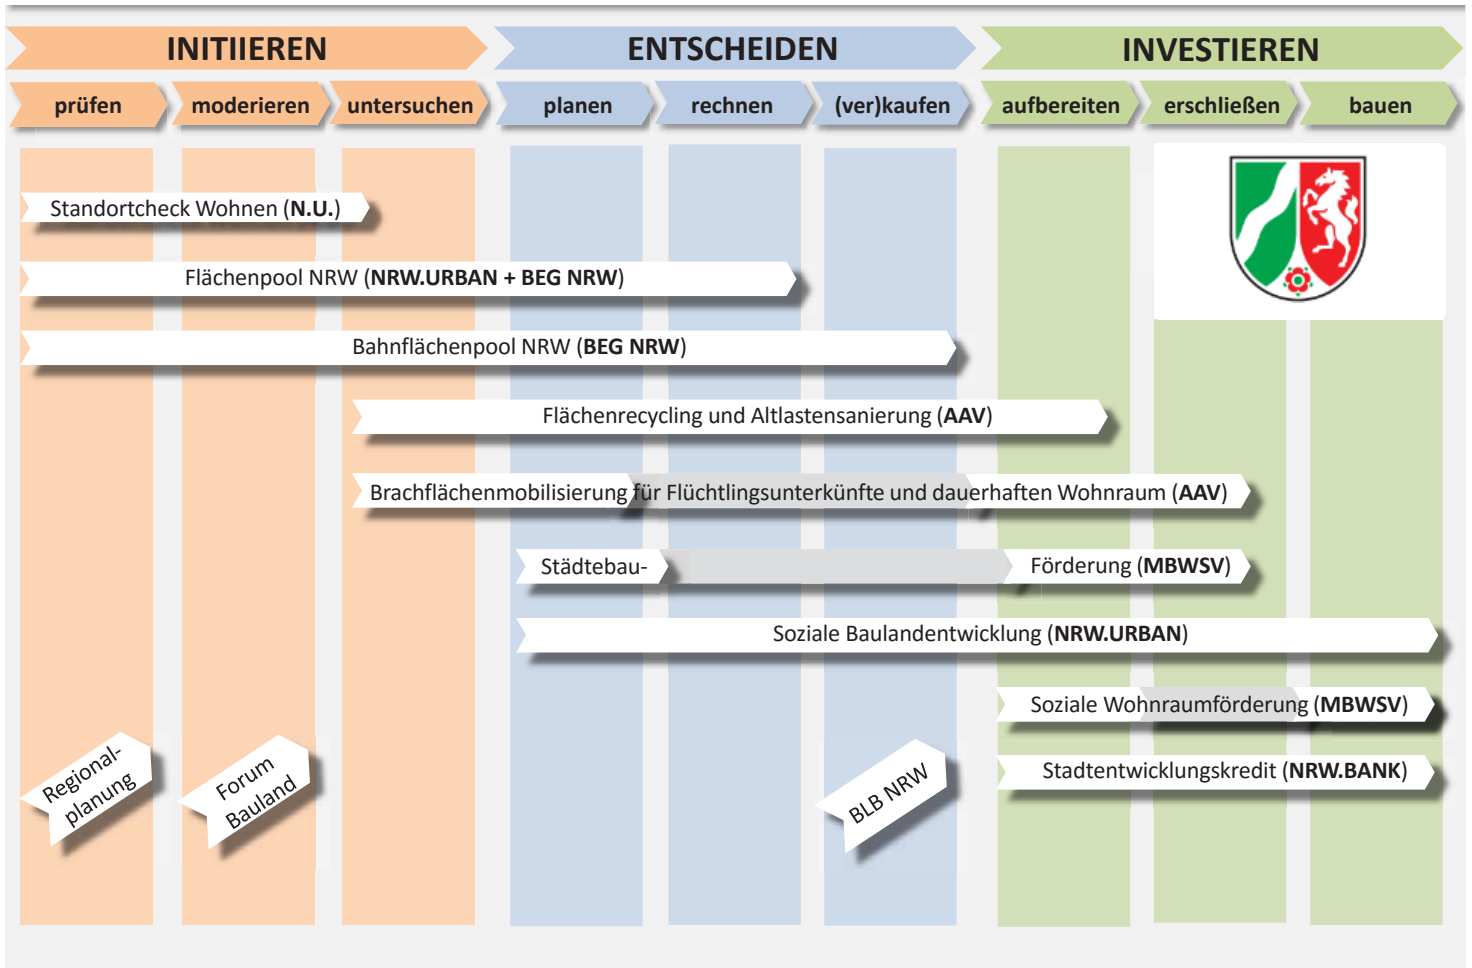 INITIIEREN ENTSCHEIDEN INVESTIEREN
prüfen moderieren untersuchen planen rechnen (ver)kaufen aufbereiten erschließen bauen
Standortcheck Wohnen (N.U.)
Flächenpool NRW (NRW.URBAN + BEG NRW)
Bahnflächenpool NRW (BEG NRW)
Flächenrecycling und Altlastensanierung (AAV)
Brachflächenmobilisierung für Flüchtlingsunterkünfte und dauerhaften Wohnraum (AAV)
Städtebau- Förderung (MBWSV)
Soziale Baulandentwicklung (NRW.URBAN)
Soziale Wohnraumförderung (MBWSV)
Stadtentwicklungskredit (NRW.BANK)
Regional-
planung
Forum
Bauland
BLB NRW